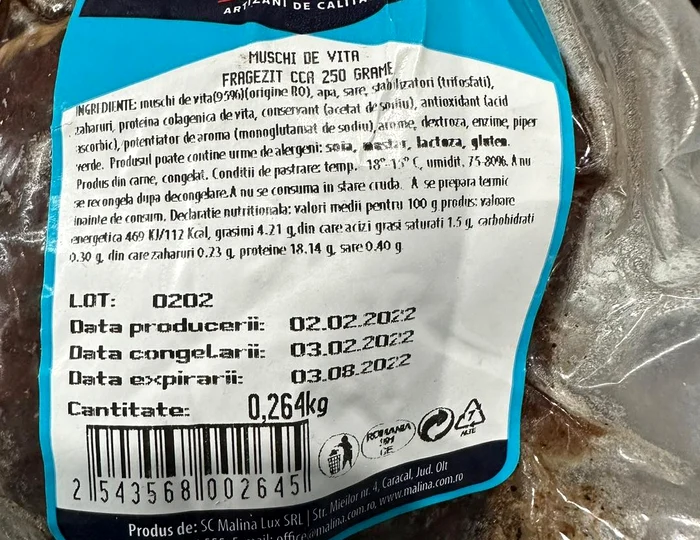 ARTIZANI DE CALITA
MUSCHI DE VITA
FRAGEZIT CCA 250 GRAME
INGREDIENTE: muschi de vita(95%)(origine RO), apa, sare, stabilizatori (trifosfati),
zaharuri, proteina colagenica de vita, conservant (acetat de sodiu), antioxidant (acid
ascorbic), potentiator de aroma (monoglutamat de sodiu), arome, dextroza, enzime, piper
verde. Produsul poate contine urme de alergeni: soia, mustar, lactoza, gluten.
Produs din carne, congelat. Conditii de pastrare: temp. -18°-15° C, umidit. 75-80%. A nu
se recongela dupa decongelare. A nu se consuma in stare cruda. A se prepara termic
inainte de consum. Declaratie nutritionala: valori medii pentru 100 g produs: valoare
energetica 469 KJ/112 Kcal, grasimi 4.21 g, din care acizi grasi saturati 1.5 g, carbohidrati
0.30 g, din care zaharuri 0.23 g, proteine 18.14 g, sare 0.40 g
LOT: 0202
Data producerii: 02.02.2022
Data congelarii: 03.02.2022
Data expirarii: 03.08.2022
Cantitate: 0,264kg
ROMANIA
CE
7
ALTE
2 543568 002645
Produs de: SC Malina Lux SRL | Str. Mieilor nr. 4, Caracal, Jud. Olt
mail: office@malina.com.ro, www.malina.com.ro